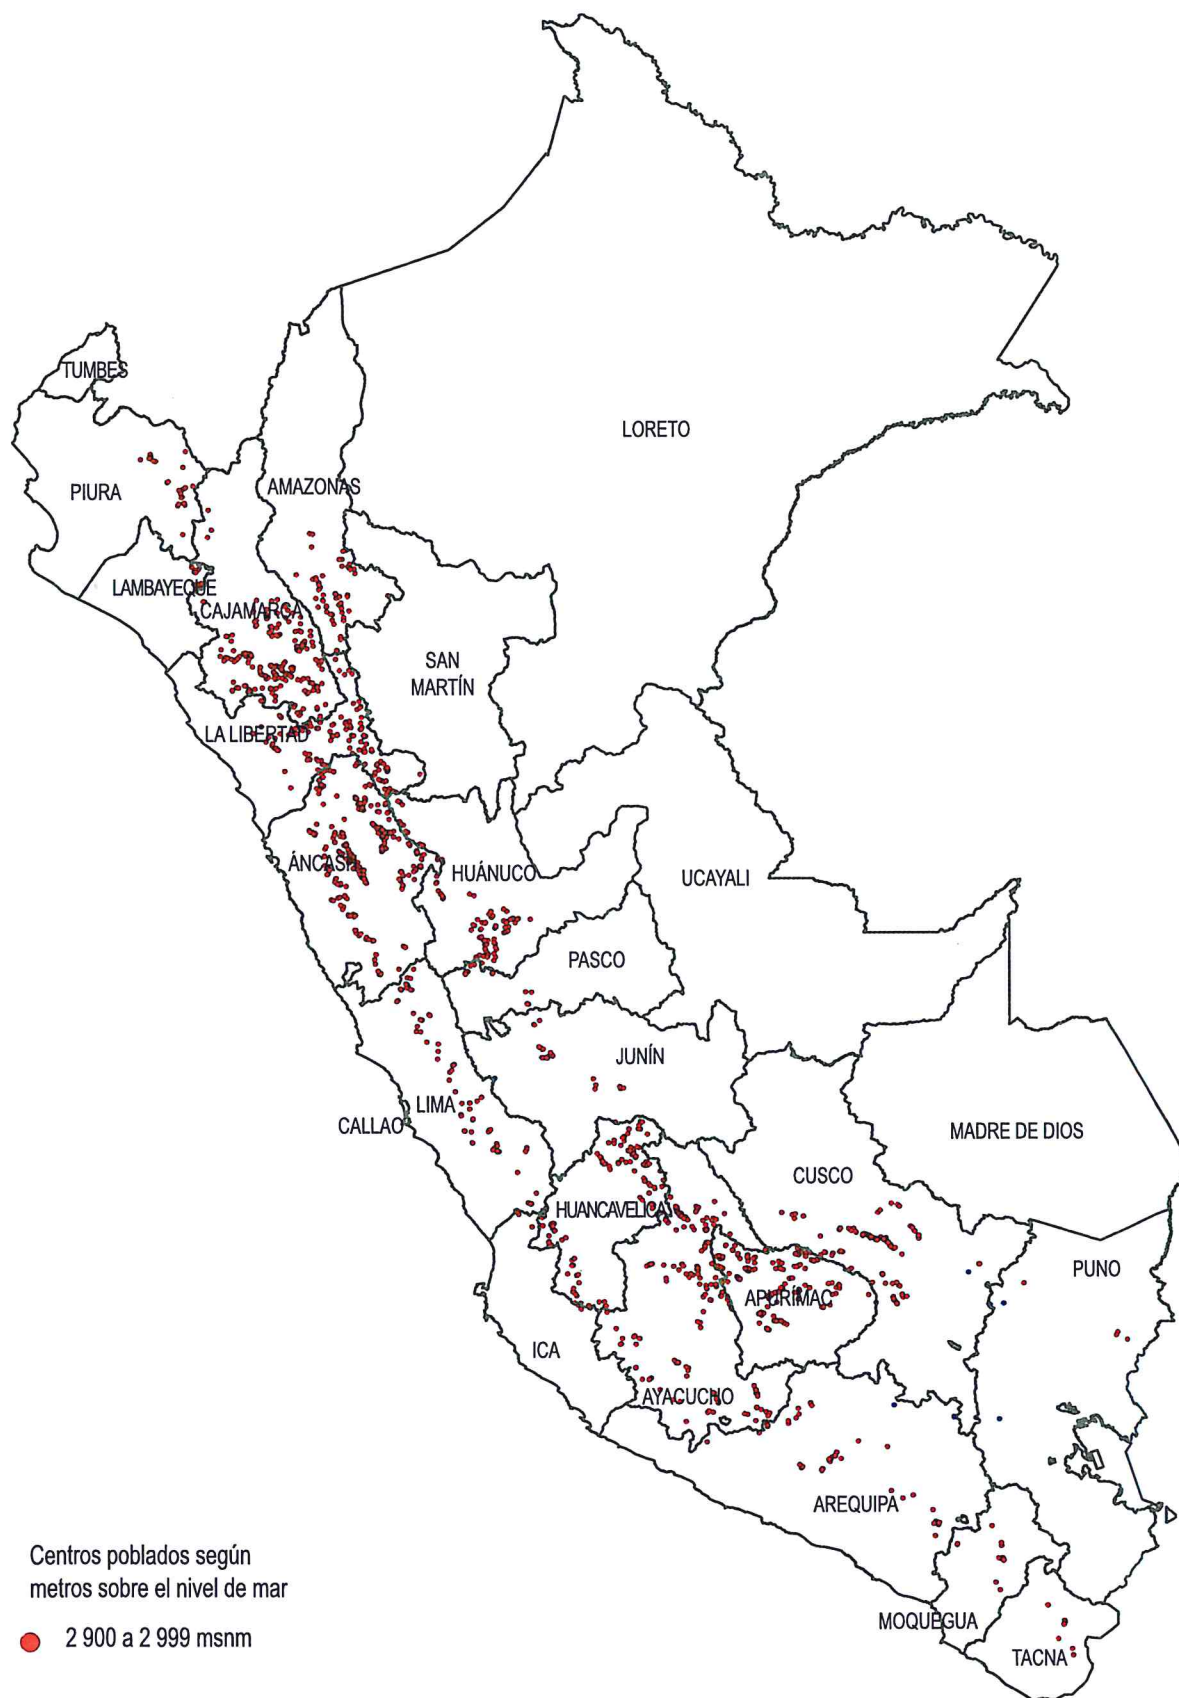 TUMBES
LORETO
PIURA
AMAZONAS
LAMBAYEQUE
CAJAMARCA
SAN
MARTÍN
LA LIBERTAD
ÁNCASH
HUÁNUCO
UCAYALI
PASCO
JUNÍN
LIMA
CALLAO
MADRE DE DIOS
CUSCO
HUANCAVELICA
PUNO
APURÍMAC
ICA
AYACUCHO
AREQUIPA
MOQUEGUA
TACNA
Centros poblados según
metros sobre el nivel de mar
2 900 a 2 999 msnm